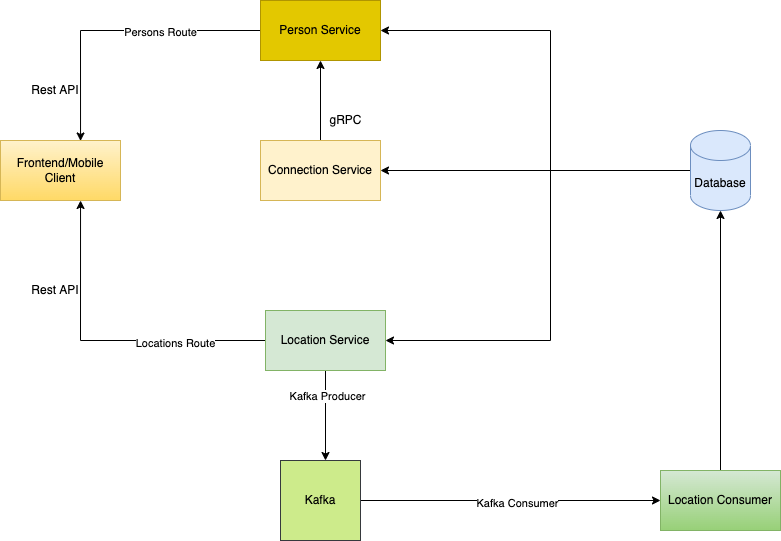 Person Service
Persons Route
Rest API
gRPC
Frontend/Mobile
Client
Connection Service
Database
Rest API
Locations Route
Location Service
Kafka Producer
Kafka
Kafka Consumer
Location Consumer